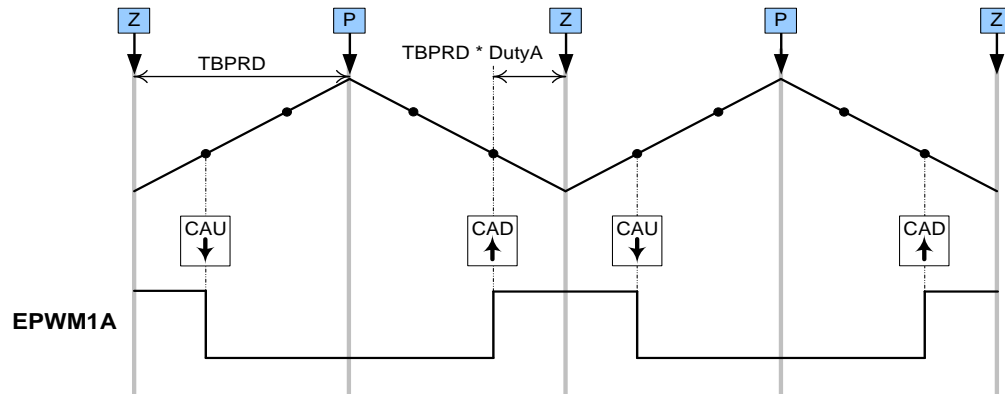 Z P Z P Z
TBPRD TBPRD * DutyA
CAU CAD CAU CAD
EPWM1A